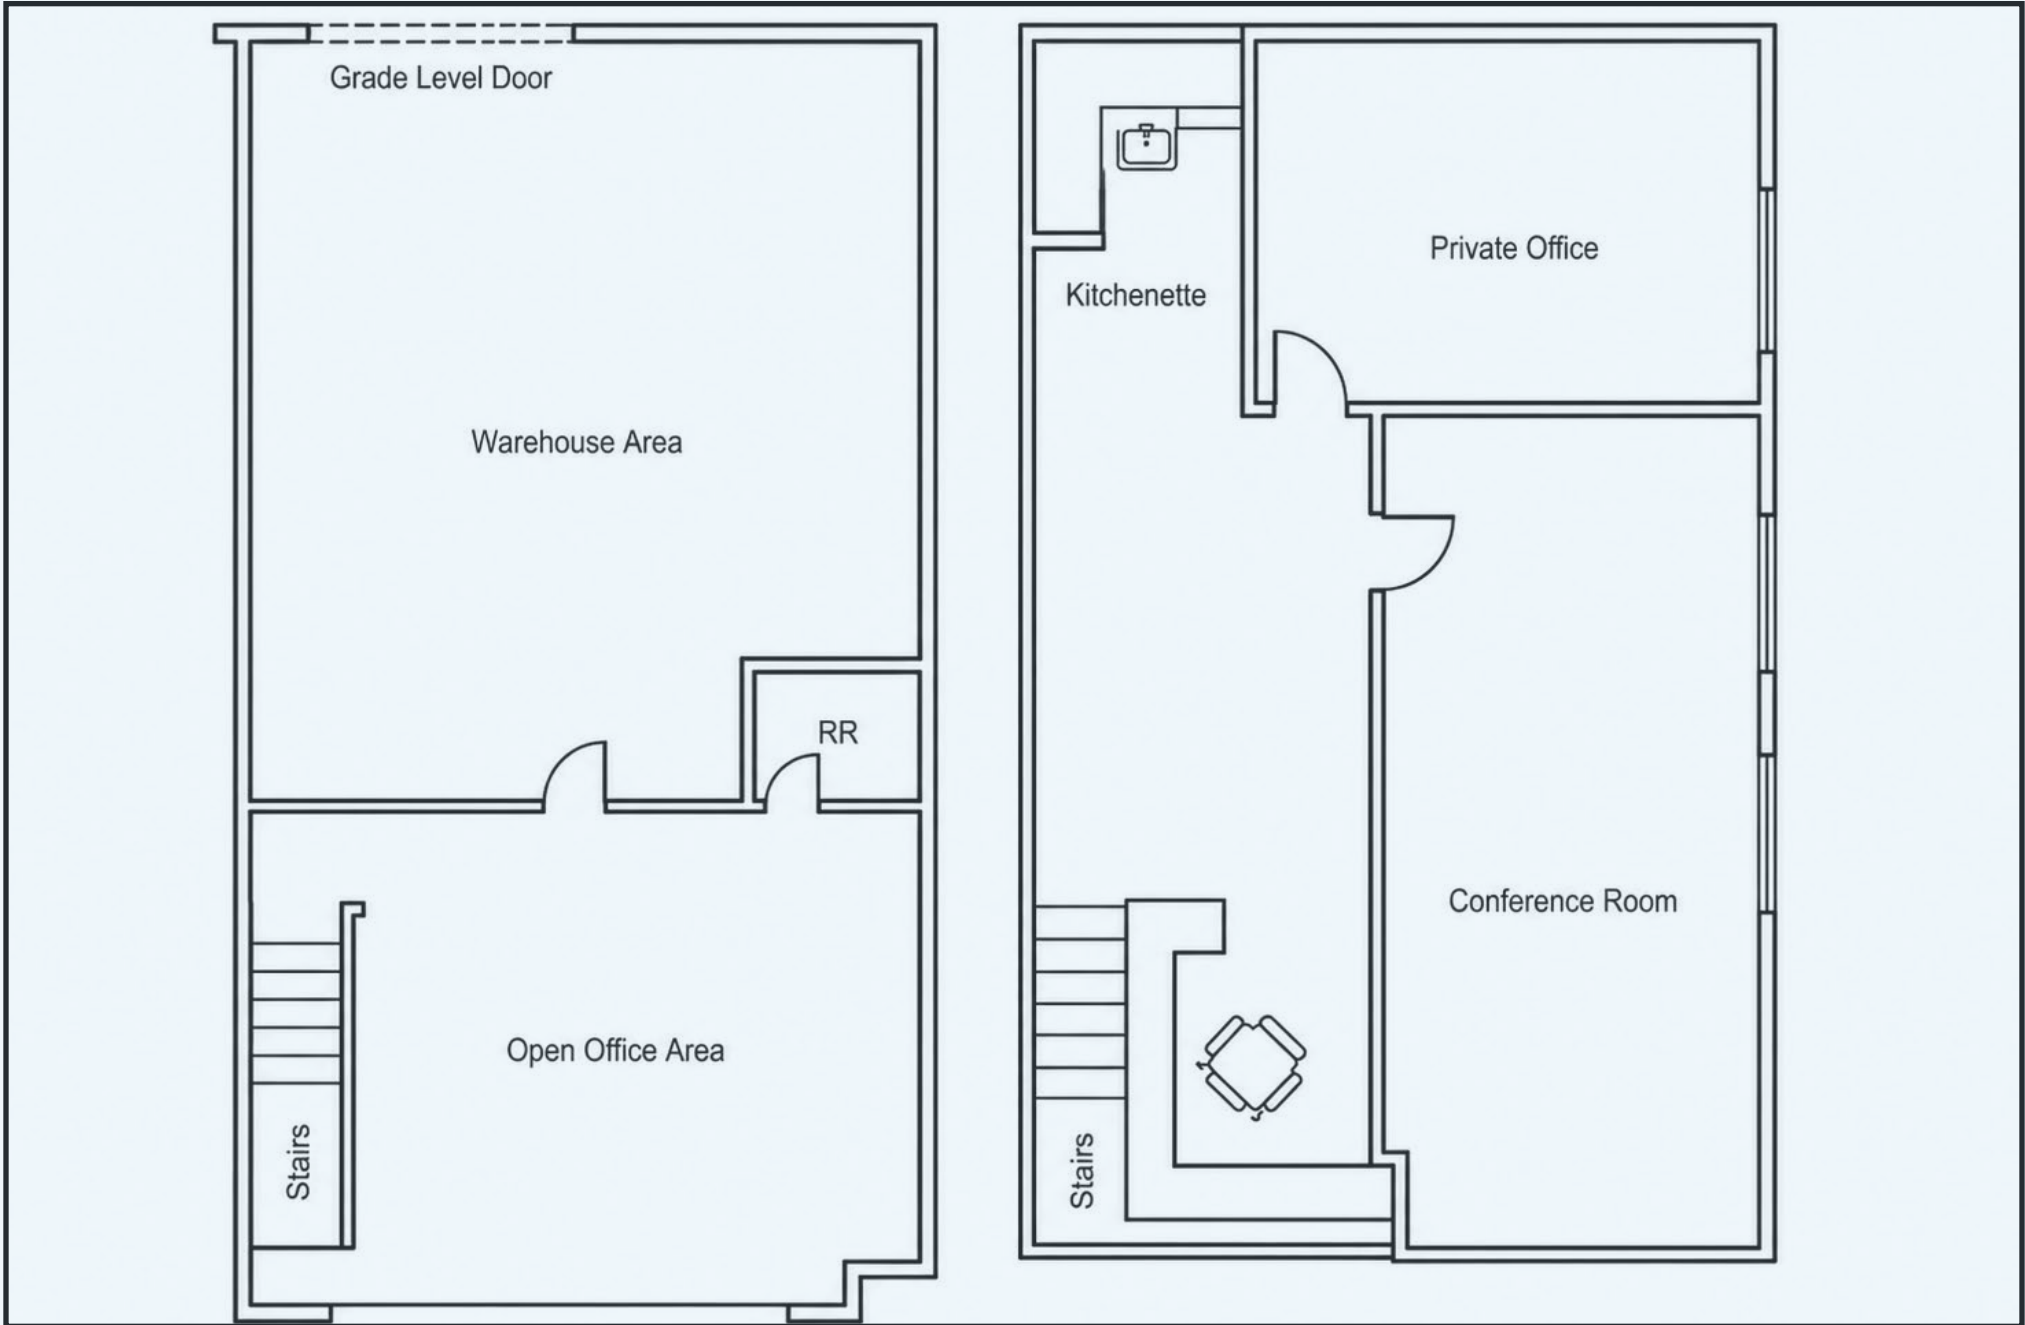 Grade Level Door
Warehouse Area
RR
Open Office Area
Stairs
Private Office
Kitchenette
Conference Room
Stairs